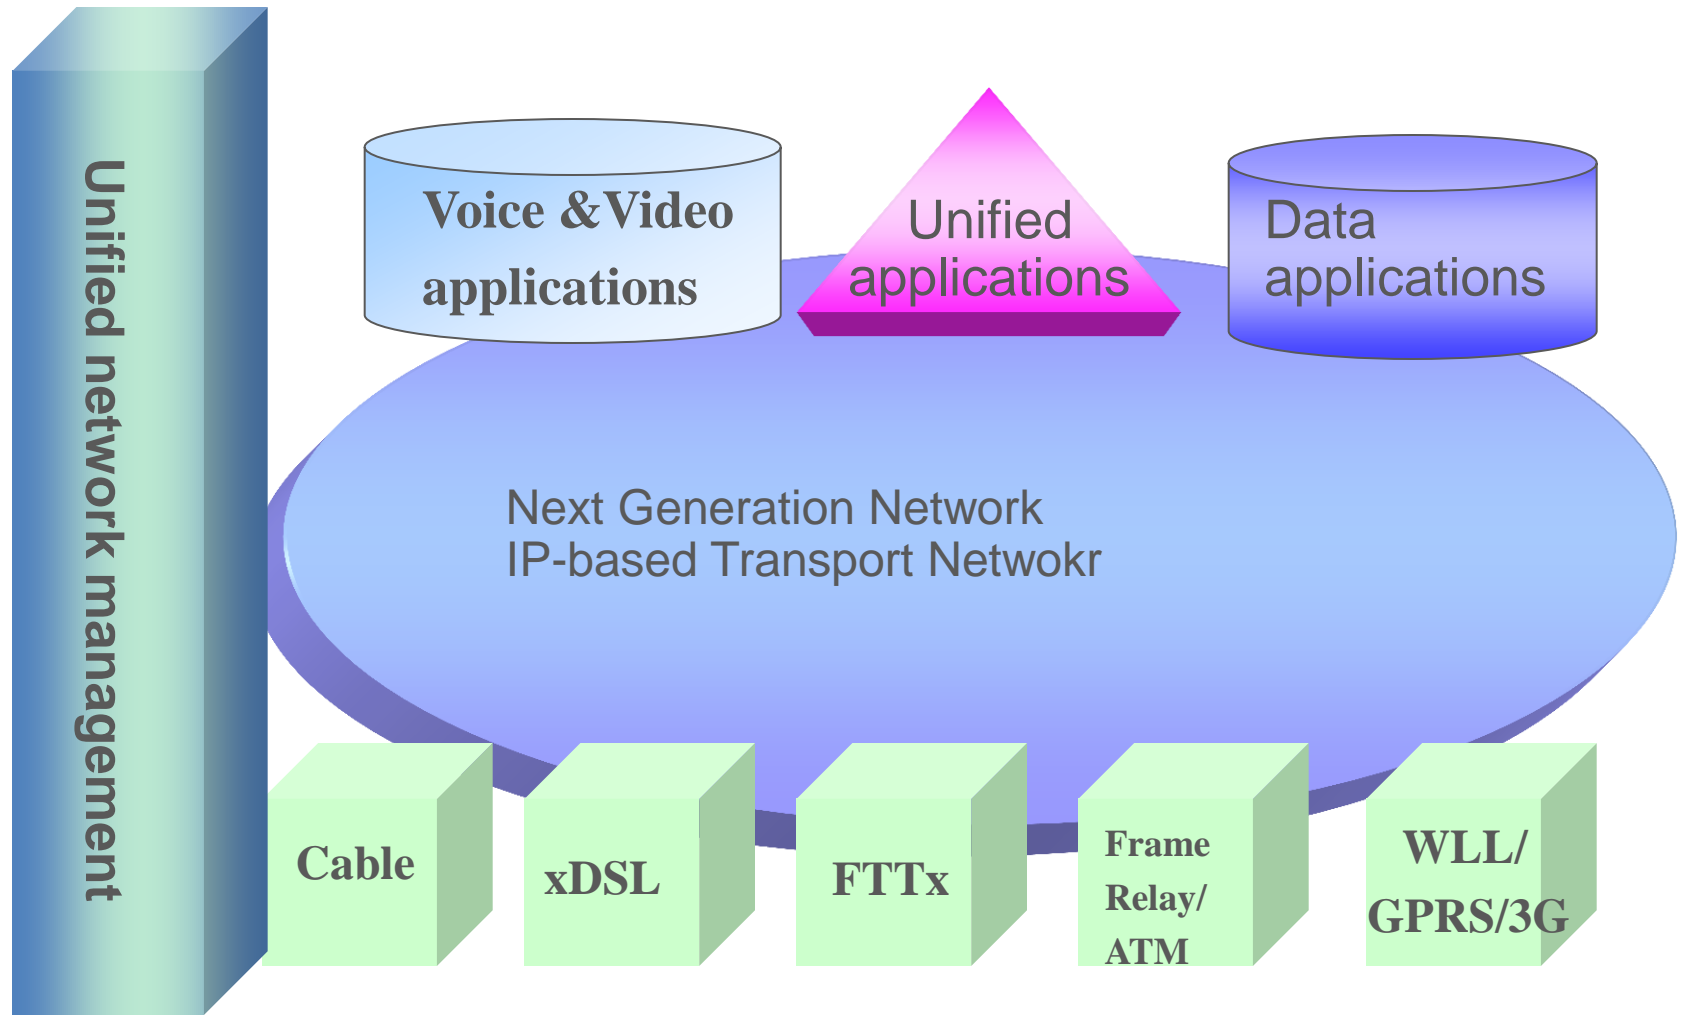 Unified network management
Voice &Video
applications
Unified
applications
Data
applications
Next Generation Network
IP-based Transport Netwokr
Cable
xDSL
FTTx
Frame
Relay/
ATM
WLL/
GPRS/3G